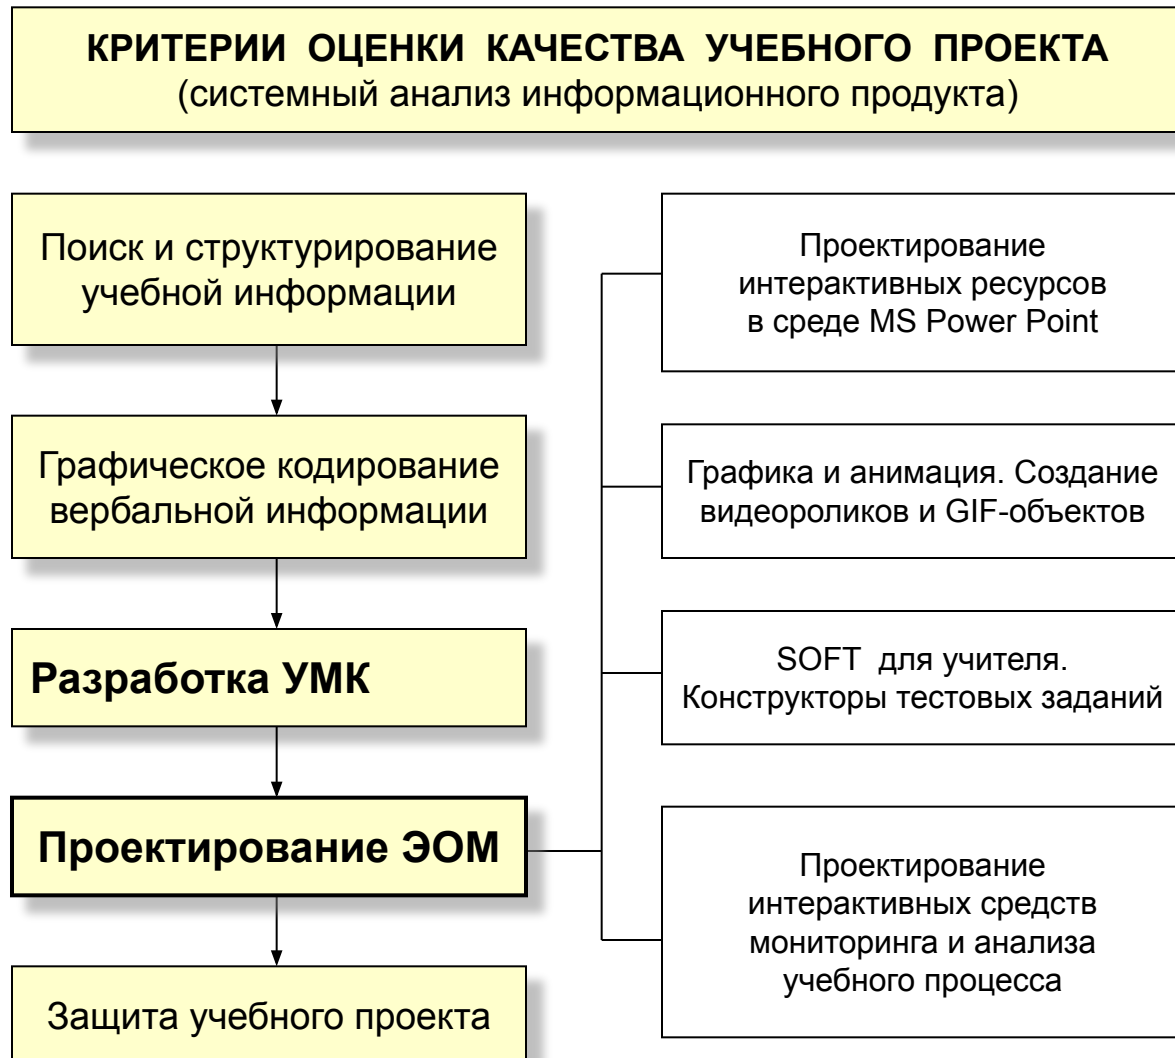 КРИТЕРИИ ОЦЕНКИ КАЧЕСТВА УЧЕБНОГО ПРОЕКТА
(системный анализ информационного продукта)
Поиск и структурирование
учебной информации
Графическое кодирование
вербальной информации
Разработка УМК
Проектирование ЭОМ
Защита учебного проекта
Проектирование
интерактивных ресурсов
в среде MS Power Point
Графика и анимация. Создание
видеороликов и GIF-объектов
SOFT для учителя.
Конструкторы тестовых заданий
Проектирование
интерактивных средств
мониторинга и анализа
учебного процесса